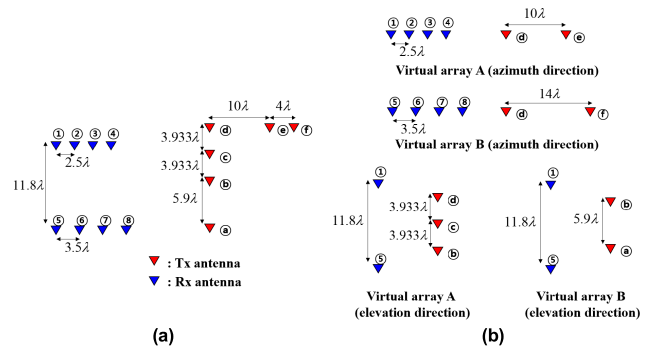 ① ② ③ ④
2.5λ
11.8λ
⑤ ⑥ ⑦ ⑧
3.5λ
10λ 4λ
ⓓ ⓔ ⓕ
3.933λ
ⓒ
3.933λ
ⓑ
5.9λ
ⓐ
: Tx antenna
: Rx antenna
(a)
① ② ③ ④
2.5λ
10λ
ⓓ ⓔ
Virtual array A (azimuth direction)
⑤ ⑥ ⑦ ⑧
3.5λ
14λ
ⓓ ⓕ
Virtual array B (azimuth direction)
①
11.8λ
⑤
3.933λ
3.933λ
ⓓ
ⓒ
ⓑ
Virtual array A
(elevation direction)
①
11.8λ
⑤
5.9λ
ⓑ
ⓐ
Virtual array B
(elevation direction)
(b)